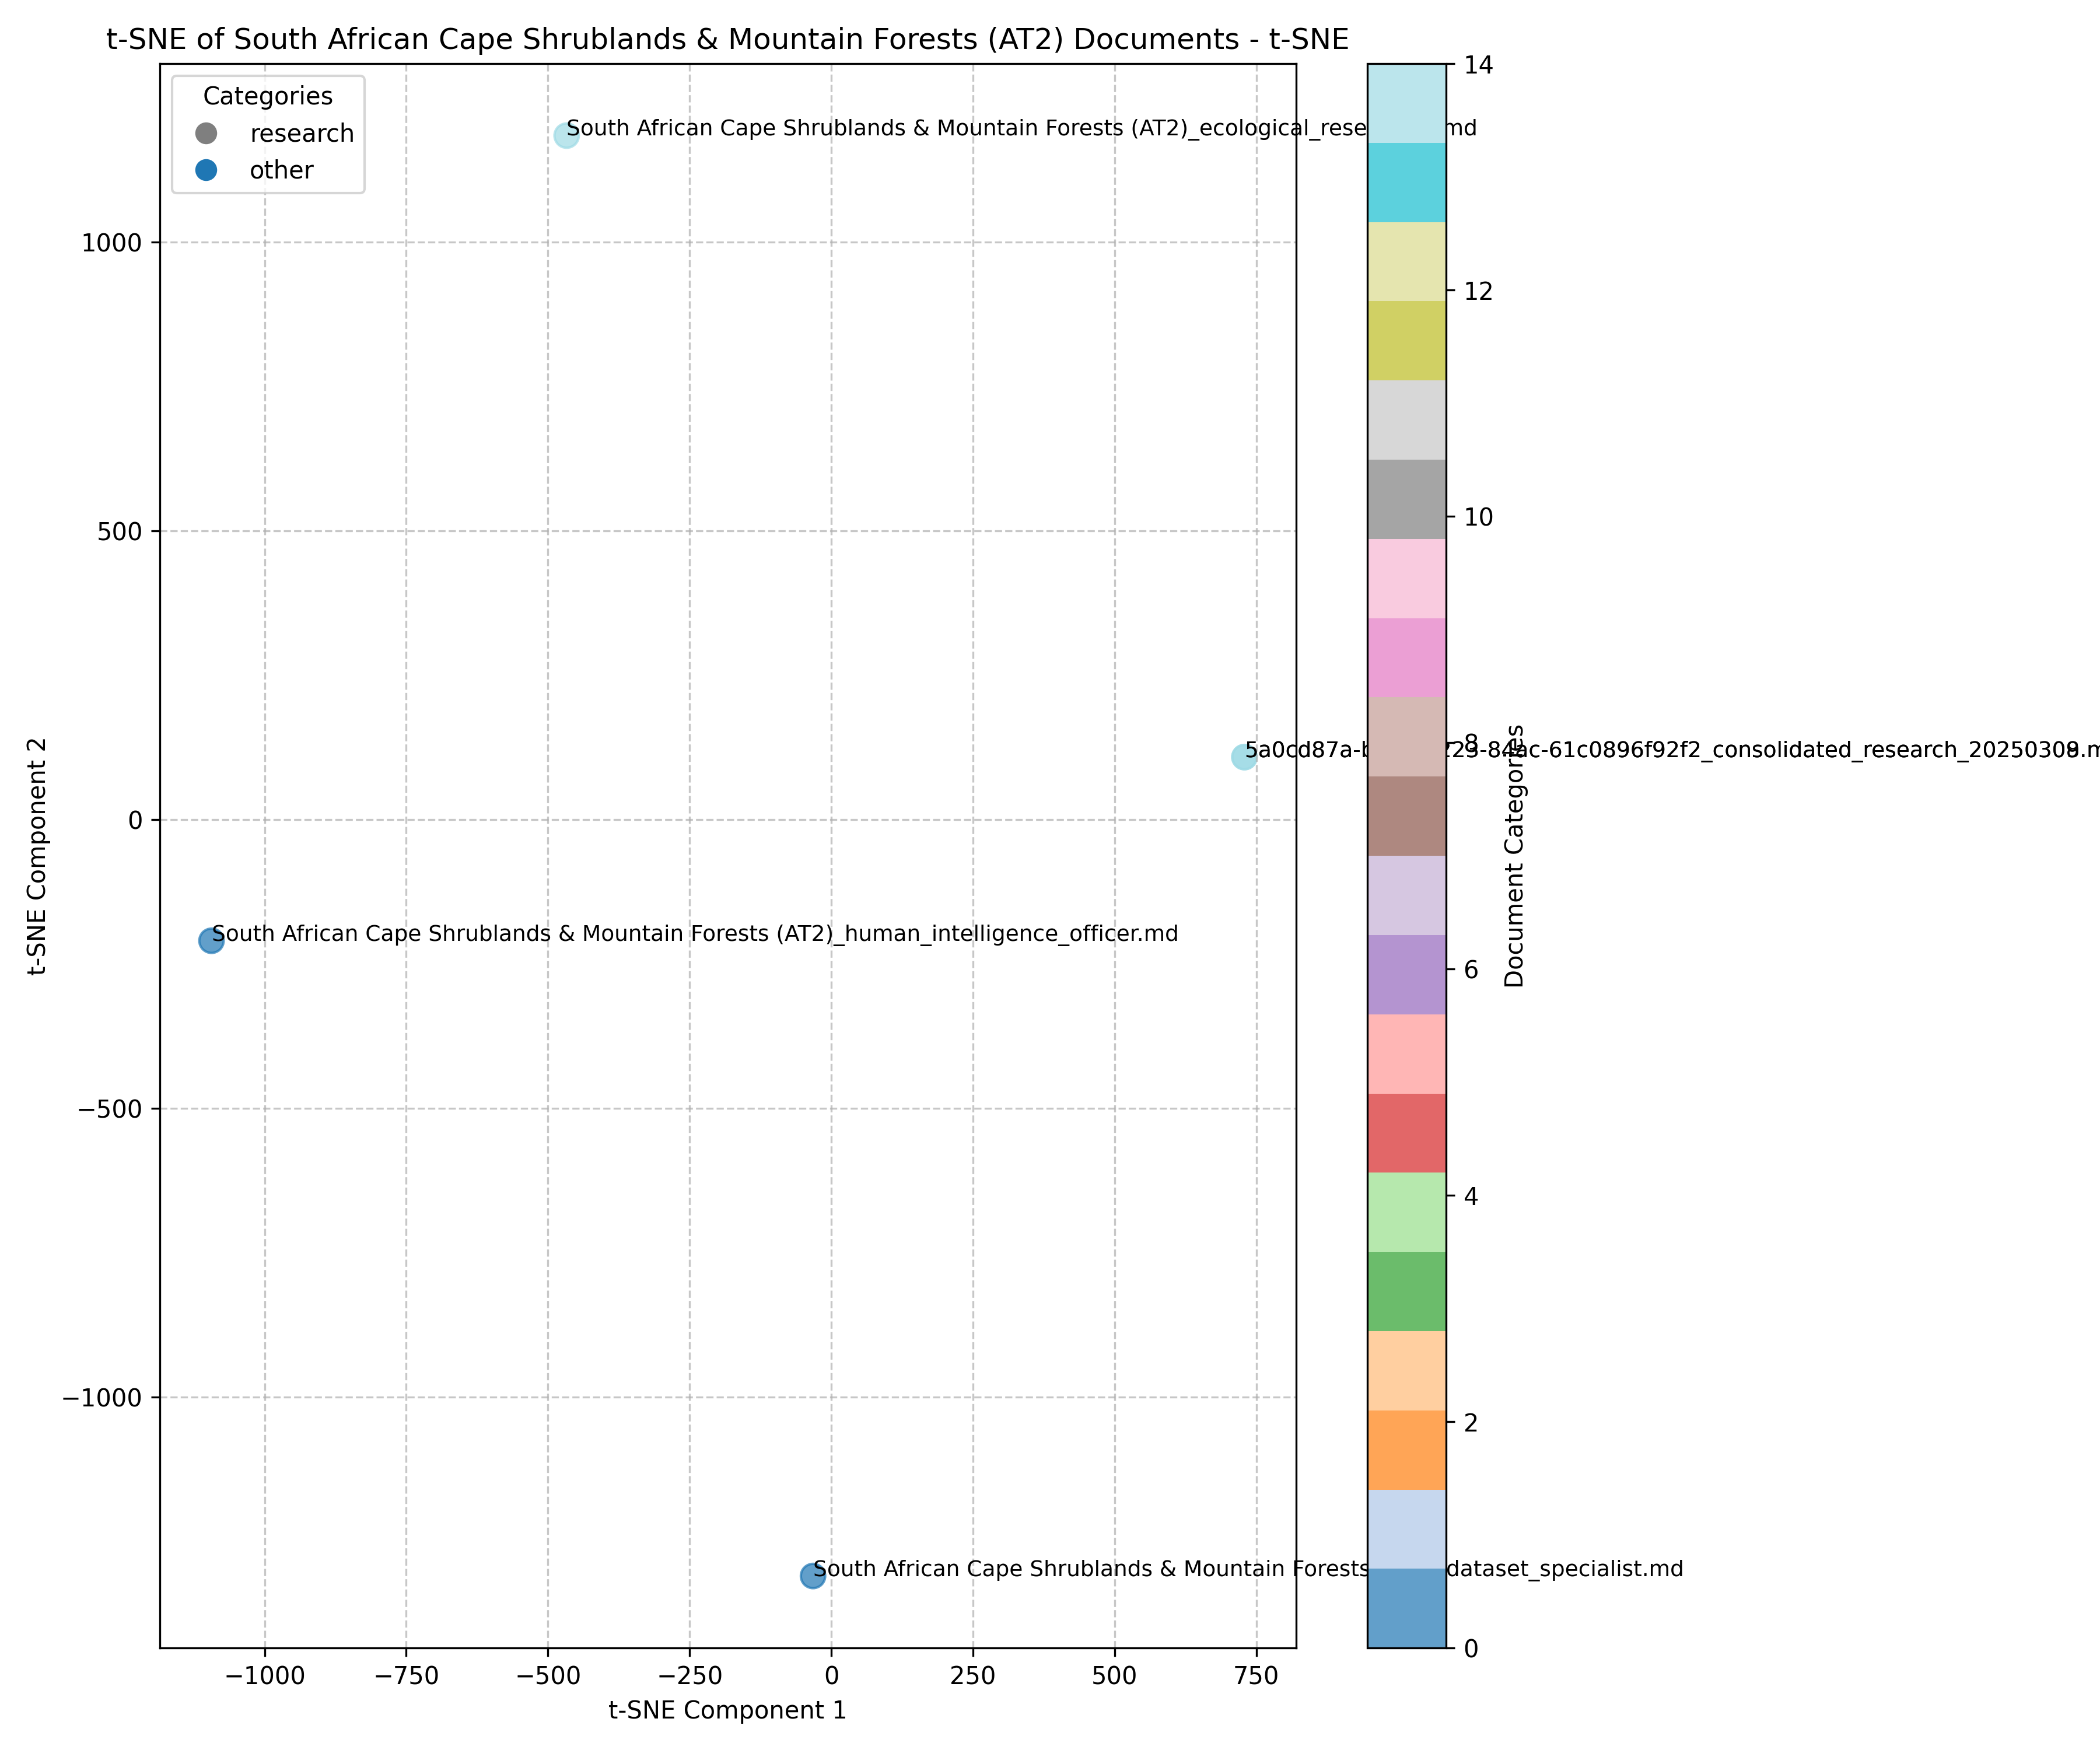 t-SNE of South African Cape Shrublands & Mountain Forests (AT2) Documents - t-SNE
Categories
research
other
South African Cape Shrublands & Mountain Forests (AT2)_ecological_rese md
5a0cd87a-b 223-84ac-61c0896f92f2_consolidated_research_20250309.m
South African Cape Shrublands & Mountain Forests (AT2)_human_intelligence_officer.md
South African Cape Shrublands & Mountain Forests dataset_specialist.md
1000
500
0
−500
−1000
t-SNE Component 2
−1000
−750
−500
−250
0
250
500
750
t-SNE Component 1
14
12
10
8
6
4
2
0
Document Categories